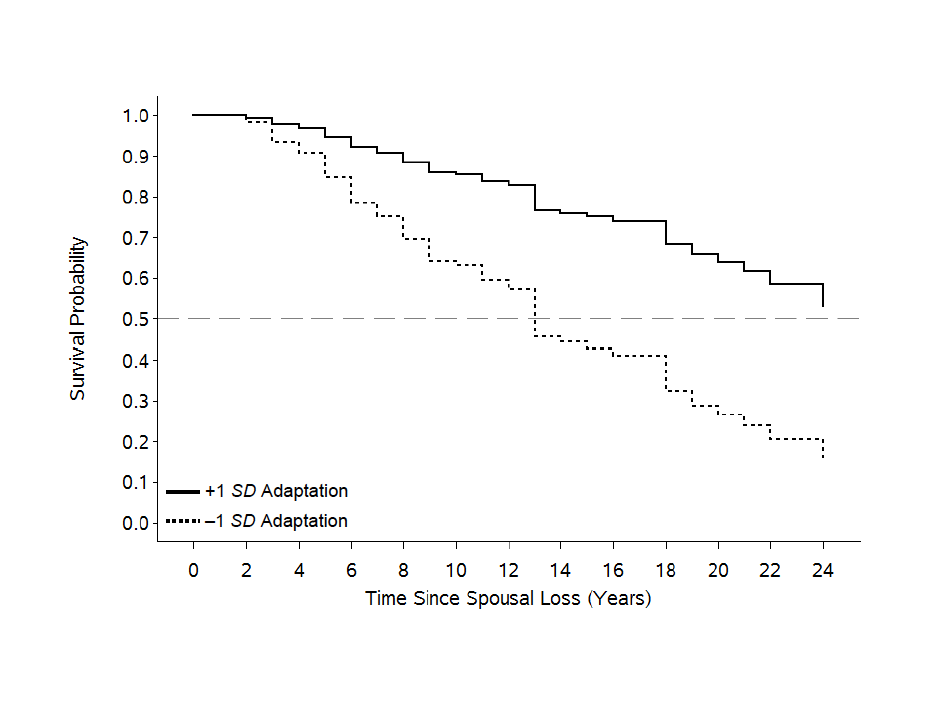 1.0
0.9
0.8
0.7
0.6
0.5
0.4
0.3
0.2
0.1
0.0
Survival Probability
+1 SD Adaptation
–1 SD Adaptation
0 2 4 6 8 10 12 14 16 18 20 22 24
Time Since Spousal Loss (Years)